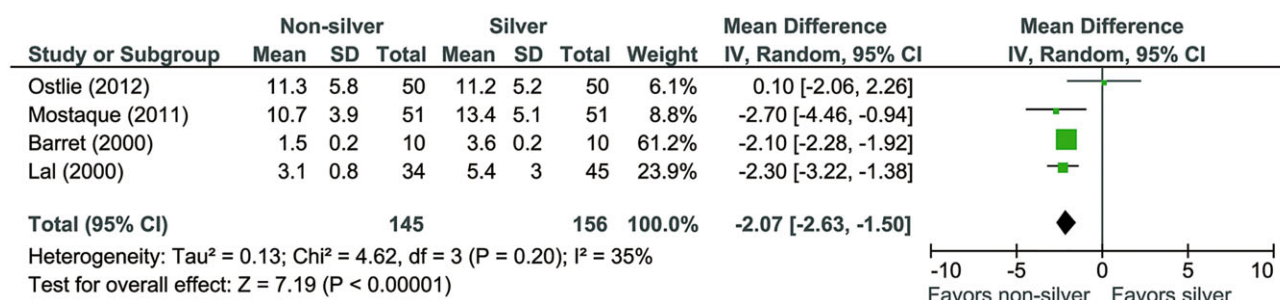 Non-silver Silver Mean Difference Mean Difference
Study or Subgroup Mean SD Total Mean SD Total Weight IV, Random, 95% CI IV, Random, 95% CI
Ostlie (2012) 11.3 5.8 50 11.2 5.2 50 6.1% 0.10 [-2.06, 2.26]
Mostaque (2011) 10.7 3.9 51 13.4 5.1 51 8.8% -2.70 [-4.46, -0.94]
Barret (2000) 1.5 0.2 10 3.6 0.2 10 61.2% -2.10 [-2.28, -1.92]
Lal (2000) 3.1 0.8 34 5.4 3 45 23.9% -2.30 [-3.22, -1.38]
Total (95% CI) 145 156 100.0% -2.07 [-2.63, -1.50]
Heterogeneity: Tau² = 0.13; Chi² = 4.62, df = 3 (P = 0.20); I² = 35%
Test for overall effect: Z = 7.19 (P < 0.00001)
-10 -5 0 5 10
Favors non-silver Favors silver